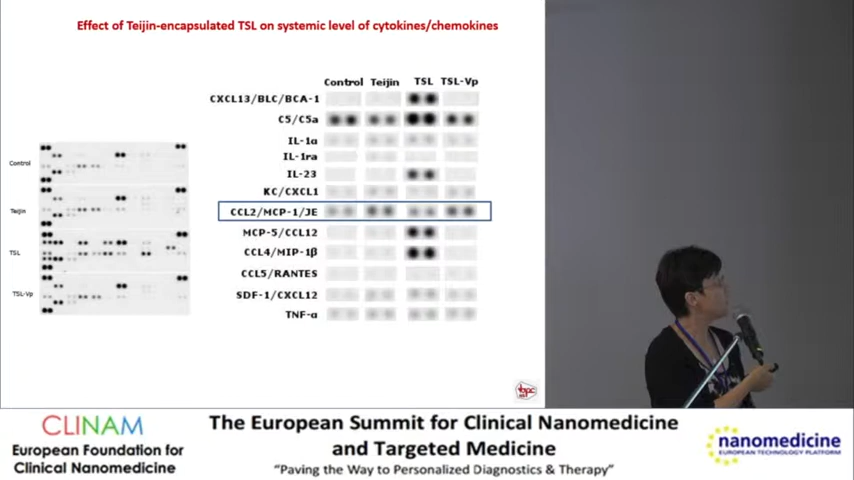 Effect of Teijin-encapsulated TSL on systemic level of cytokines/chemokines
Control Teijin TSL TSL-Vp
CXCL13/BLC/BCA-1
C5/C5a
IL-1α
IL-1ra
IL-23
KC/CXCL1
CCL2/MCP-1/JE
MCP-5/CCL12
CCL4/MIP-1β
CCL5/RANTES
SDF-1/CXCL12
TNF-α
Control
Teijin
TSL
TSL-Vp
CLINAM
European Foundation for
Clinical Nanomedicine
The European Summit for Clinical Nanomedicine
and Targeted Medicine
“Paving the Way to Personalized Diagnostics & Therapy”
nanomedicine
EUROPEAN TECHNOLOGY PLATFORM